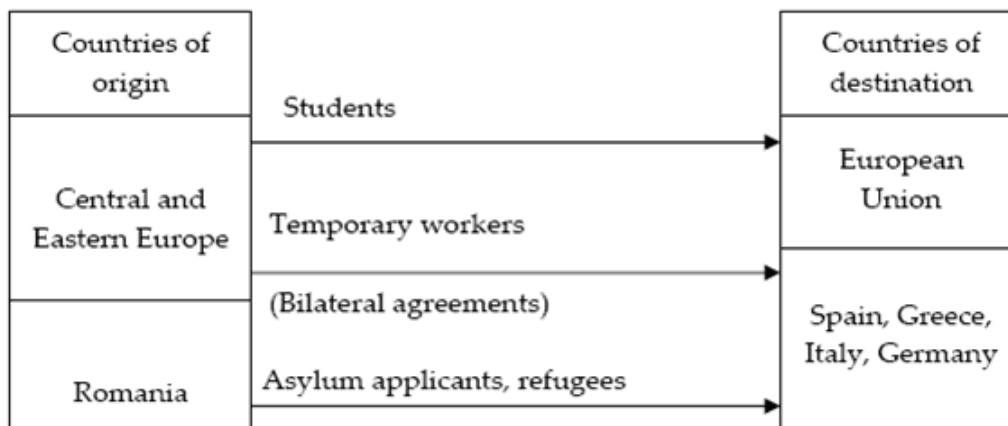 Countries of
origin
Central and
Eastern Europe
Romania
Students
Temporary workers
(Bilateral agreements)
Asylum applicants, refugees
Countries of
destination
European
Union
Spain, Greece,
Italy, Germany